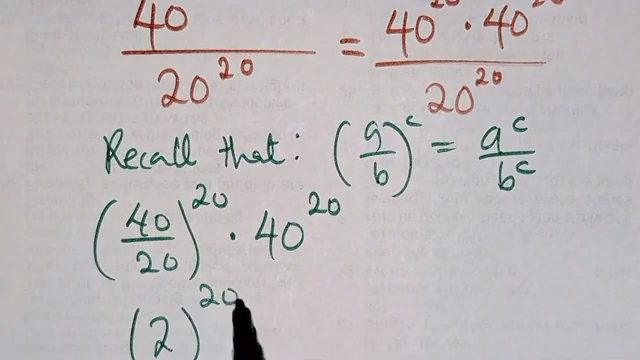 40 / 20^20 = 40^20 · 40^20 / 20^20
Recall that: (a/b)^c = a^c / b^c
(40/20)^20 · 40^20
(2)^20